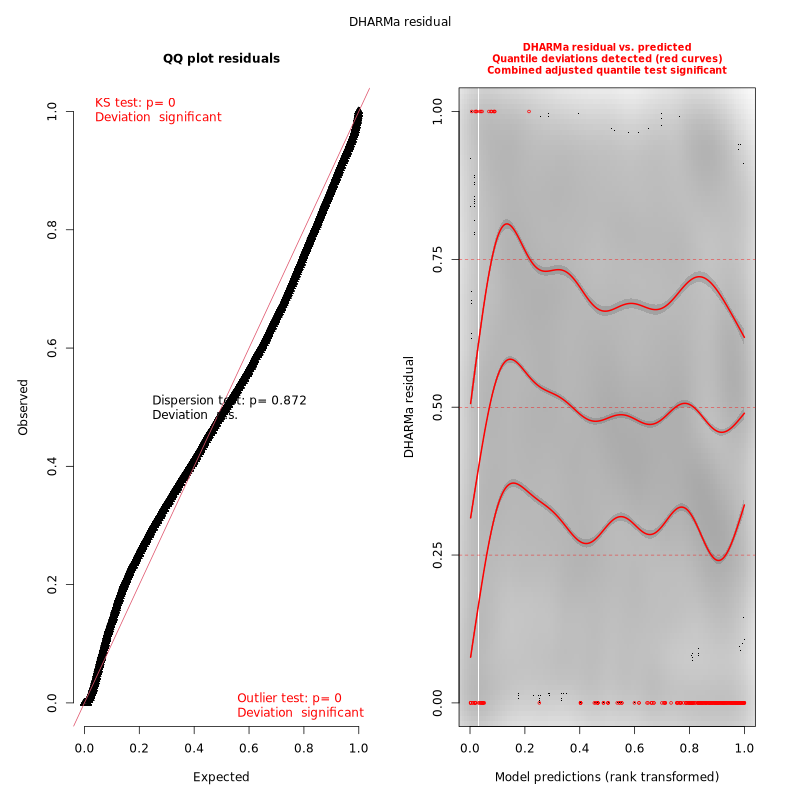 DHARMa residual
QQ plot residuals
KS test: p= 0
Deviation  significant
Dispersion test: p= 0.872
Deviation
Outlier test: p= 0
Deviation  significant
Observed
0.0
0.2
0.4
0.6
0.8
1.0
0.0 0.2 0.4 0.6 0.8 1.0
Expected
DHARMa residual vs. predicted
Quantile deviations detected (red curves)
Combined adjusted quantile test significant
DHARMa residual
0.00
0.25
0.50
0.75
1.00
0.0 0.2 0.4 0.6 0.8 1.0
Model predictions (rank transformed)